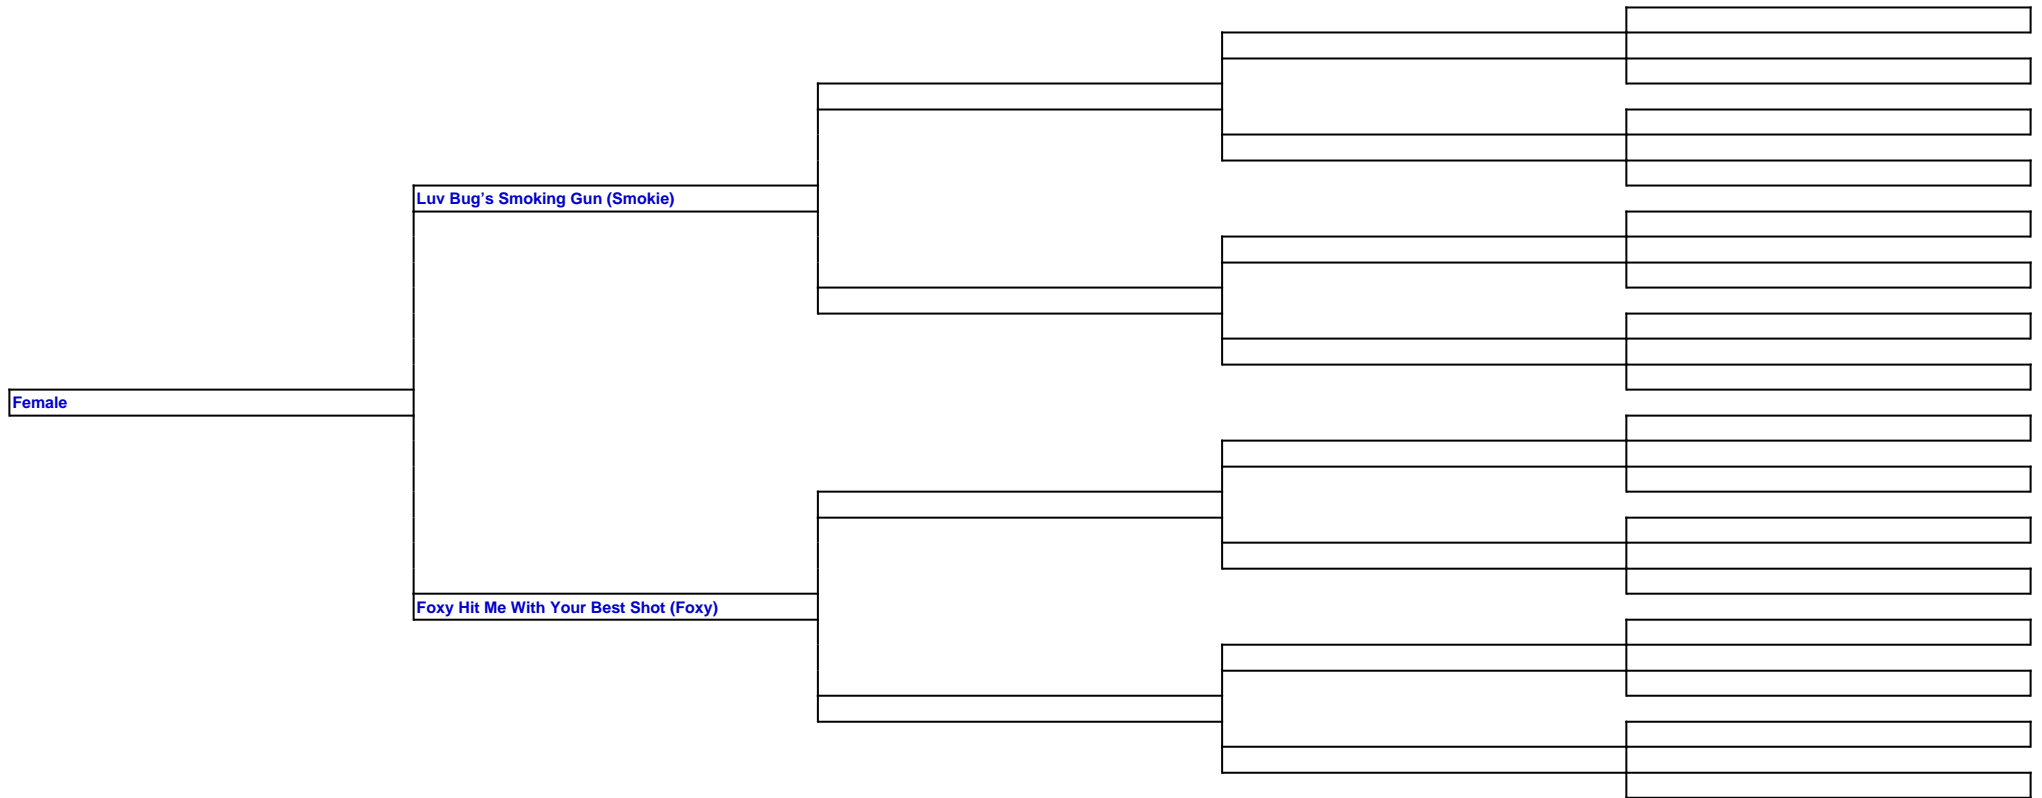 Luv Bug’s Smoking Gun (Smokie)
Female
Foxy Hit Me With Your Best Shot (Foxy)